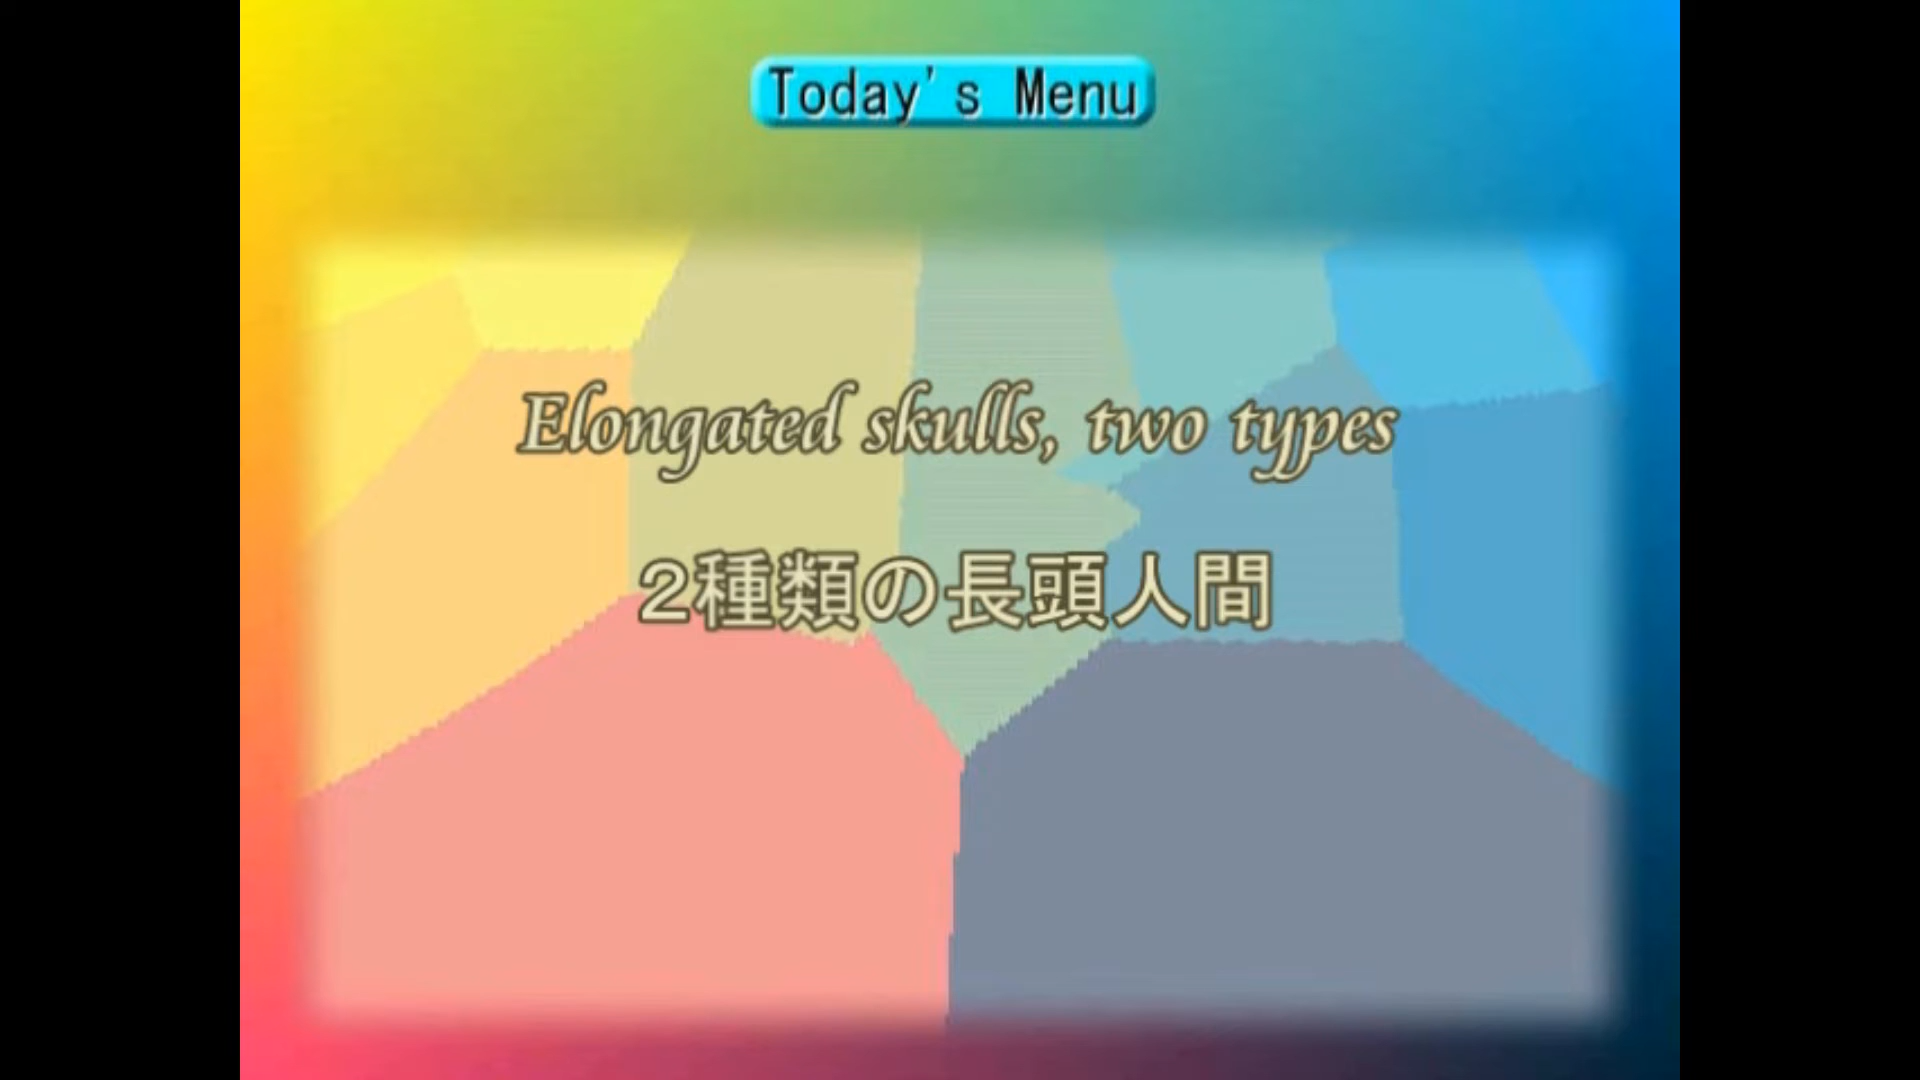 Today's Menu
Elongated skulls, two types
２種類の長頭人間